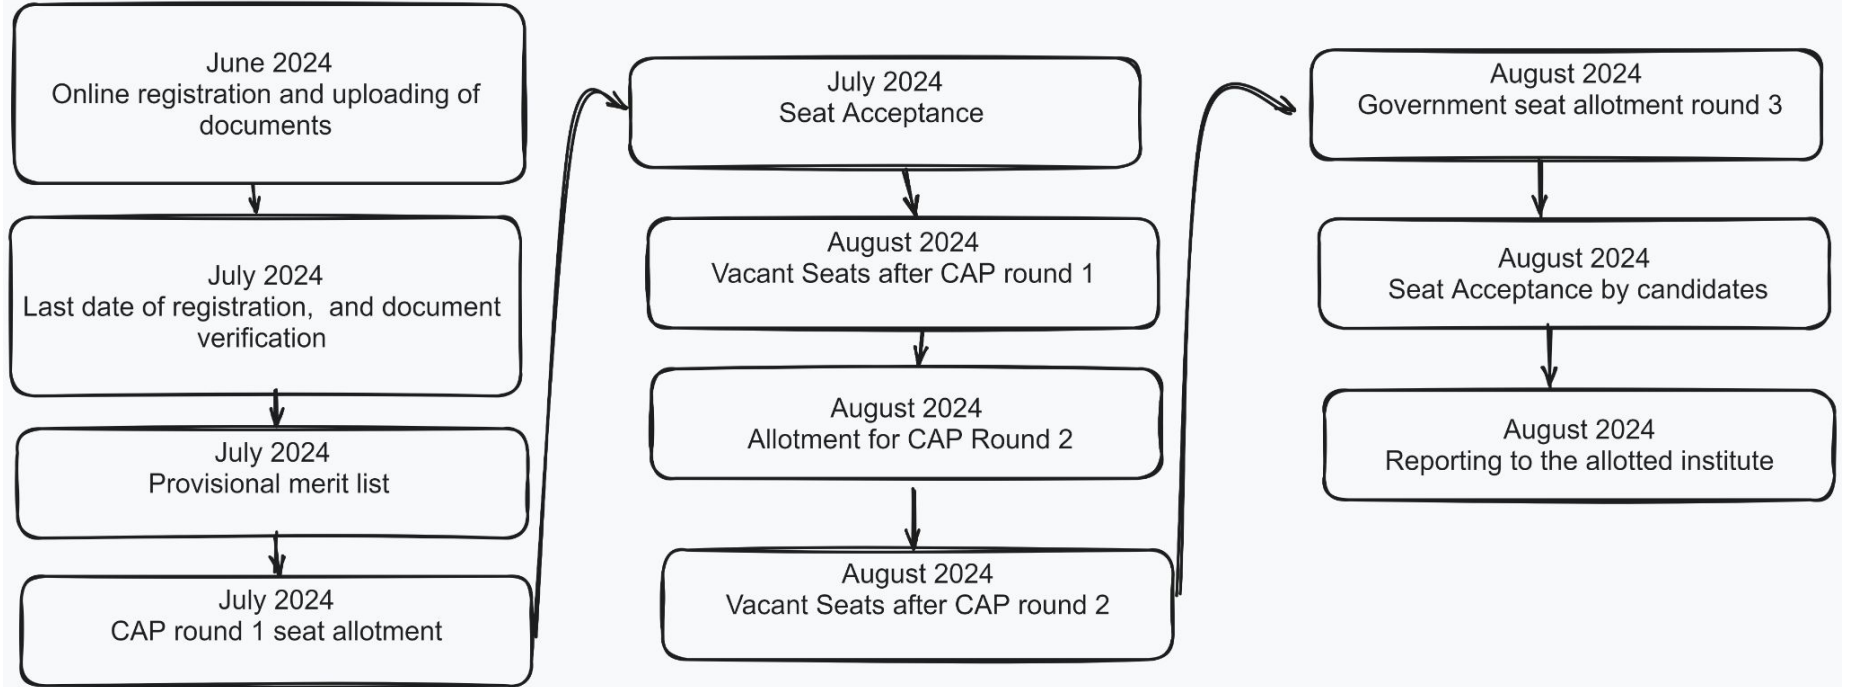 June 2024
Online registration and uploading of
documents
July 2024
Last date of registration,  and document
verification
July 2024
Provisional merit list
July 2024
CAP round 1 seat allotment
July 2024
Seat Acceptance
August 2024
Vacant Seats after CAP round 1
August 2024
Allotment for CAP Round 2
August 2024
Vacant Seats after CAP round 2
August 2024
Government seat allotment round 3
August 2024
Seat Acceptance by candidates
August 2024
Reporting to the allotted institute